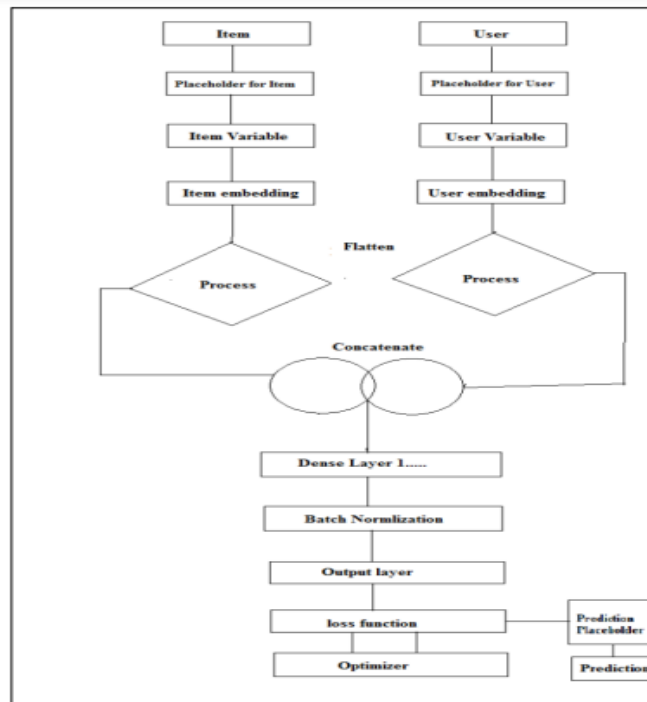 Item
User
Placeholder for Item
Placeholder for User
Item Variable
User Variable
Item embedding
User embedding
Flatten
Process
Process
Concatenate
Dense Layer 1.....
Batch Normlization
Output layer
loss function
Prediction
Placeholder
Optimizer
Prediction